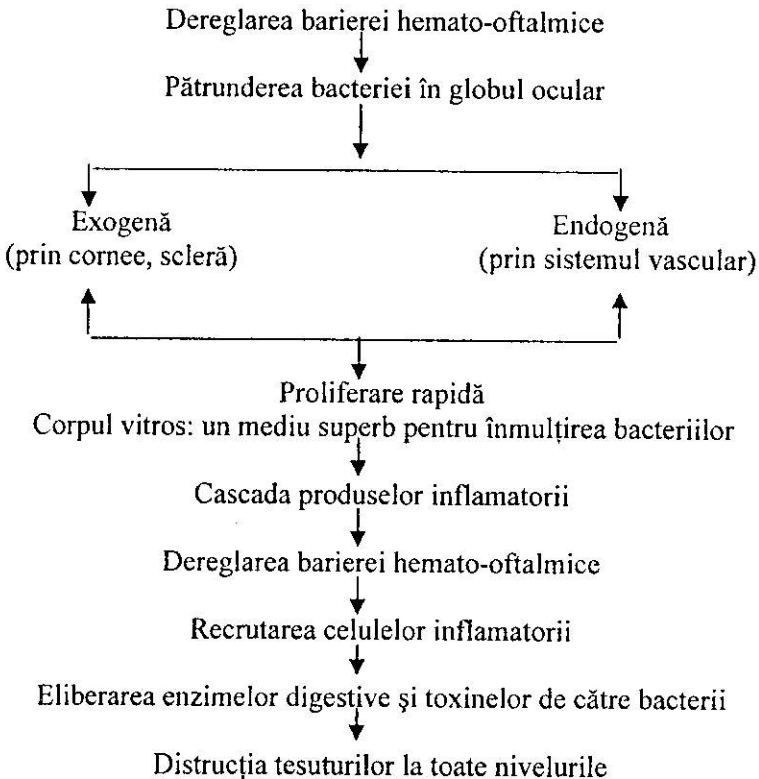 Dereglarea barierei hemato-oftalmice
Pătrunderea bacteriei în globul ocular
Exogenă
(prin cornee, scleră)
Endogenă
(prin sistemul vascular)
Proliferare rapidă
Corpul vitros: un mediu superb pentru înmulţirea bacteriilor
Cascada produselor inflamatorii
Dereglarea barierei hemato-oftalmice
Recrutarea celulelor inflamatorii
Eliberarea enzimelor digestive şi toxinelor de către bacterii
Distrucţia tesuturilor la toate nivelurile